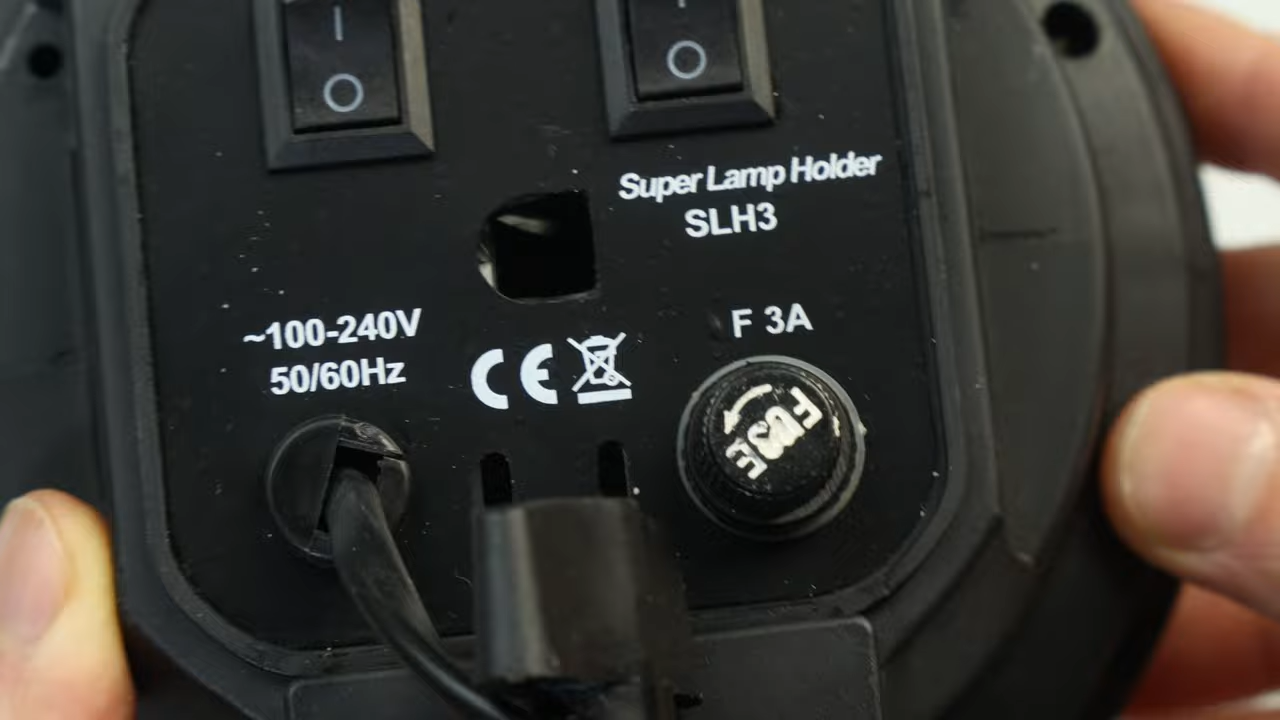 Super Lamp Holder
SLH3
~100-240V
50/60Hz
CE
F 3A
FUSE